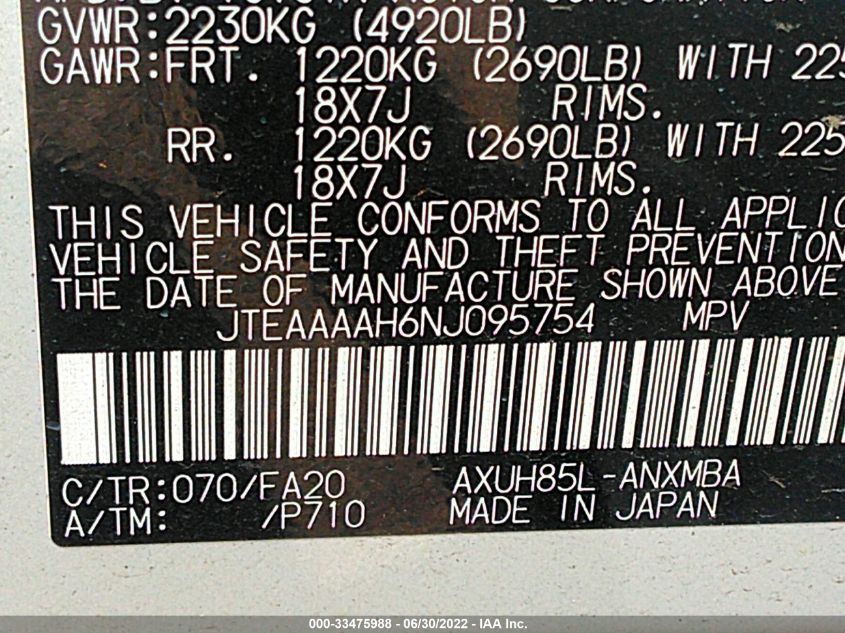 GVWR:2230KG (4920LB)
GAWR:FRT. 1220KG (2690LB) WITH 225
18X7J RIMS.
RR. 1220KG (2690LB) WITH 225
18X7J RIMS.
THIS VEHICLE CONFORMS TO ALL APPLIC
VEHICLE SAFETY AND THEFT PREVENTION
THE DATE OF MANUFACTURE SHOWN ABOVE
JTEAAAAH6NJ095754 MPV
C/TR:070/FA20 AXUH85L-ANXMBA
A/TM: /P710 MADE IN JAPAN
000-33475988 - 06/30/2022 - IAA Inc.